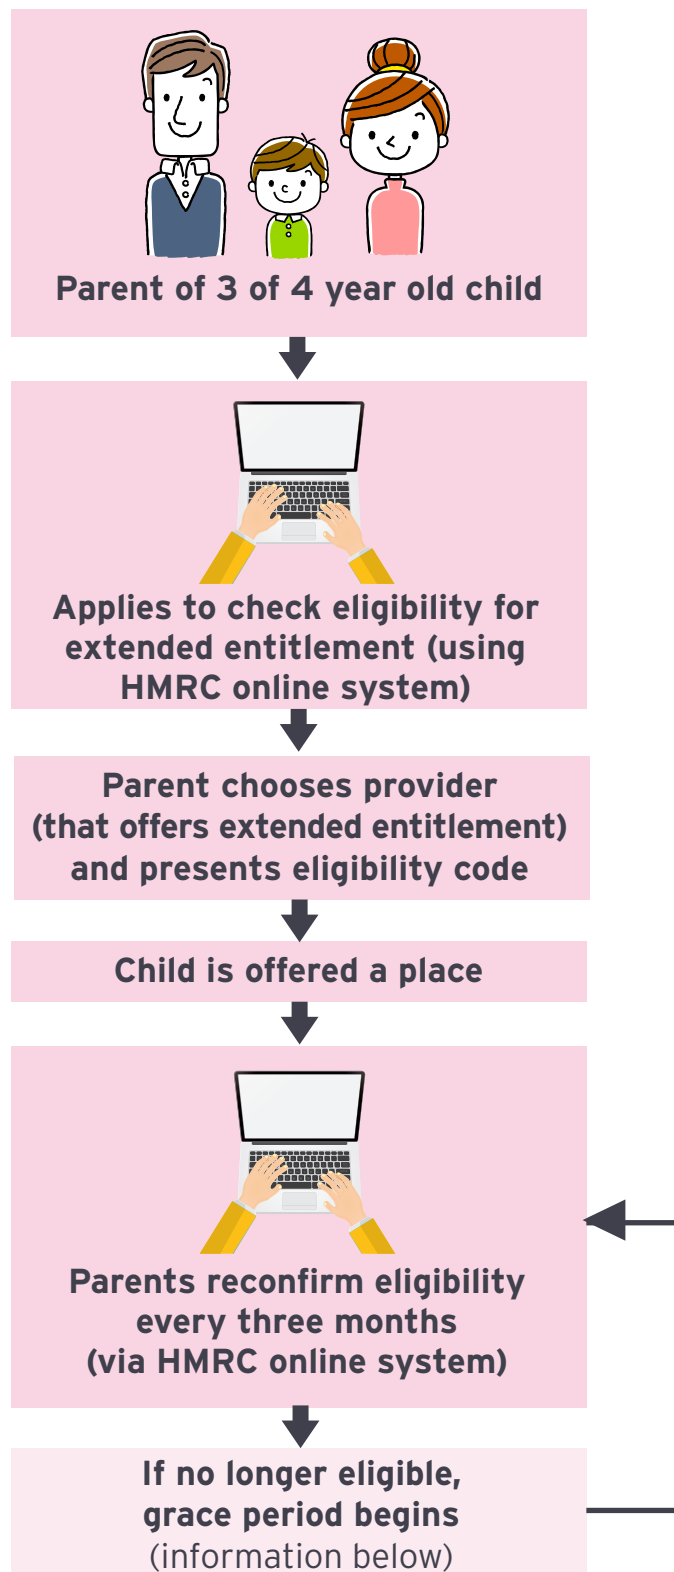 Parent of 3 of 4 year old child
Applies to check eligibility for
extended entitlement (using
HMRC online system)
Parent chooses provider
(that offers extended entitlement)
and presents eligibility code
Child is offered a place
Parents reconfirm eligibility
every three months
(via HMRC online system)
If no longer eligible,
grace period begins
(information below)